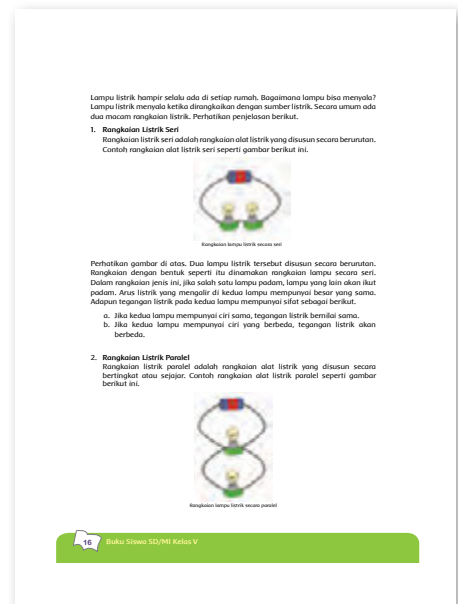 Lampu listrik hampir selalu ada di setiap rumah. Bagaimana lampu bisa menyala?
Lampu listrik menyala ketika dirangkaikan dengan sumber listrik. Secara umum ada
dua macam rangkaian listrik. Perhatikan penjelasan berikut.
1. Rangkaian Listrik Seri
Rangkaian listrik seri adalah rangkaian alat listrik yang disusun secara berurutan.
Contoh rangkaian alat listrik seri seperti gambar berikut ini.
Rangkaian lampu listrik secara seri
Perhatikan gambar di atas. Dua lampu listrik tersebut disusun secara berurutan.
Rangkaian dengan bentuk seperti itu dinamakan rangkaian lampu secara seri.
Dalam rangkaian jenis ini, jika salah satu lampu padam, lampu yang lain akan ikut
padam. Arus listrik yang mengalir di kedua lampu mempunyai besar yang sama.
Adapun tegangan listrik pada kedua lampu mempunyai sifat sebagai berikut.
a. Jika kedua lampu mempunyai ciri sama, tegangan listrik bernilai sama.
b. Jika kedua lampu mempunyai ciri yang berbeda, tegangan listrik akan
berbeda.
2. Rangkaian Listrik Paralel
Rangkaian listrik paralel adalah rangkaian alat listrik yang disusun secara
bertingkat atau sejajar. Contoh rangkaian alat listrik paralel seperti gambar
berikut ini.
Rangkaian lampu listrik secara paralel
16 Buku Siswa SD/MI Kelas V